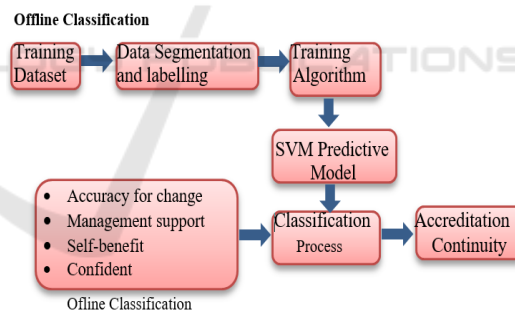 Offline Classification
Training
Dataset
Data Segmentation
and labelling
Training
Algorithm
SVM Predictive
Model
• Accuracy for change
• Management support
• Self-benefit
• Confident
Classification
Process
Accreditation
Continuity
Ofline Classification